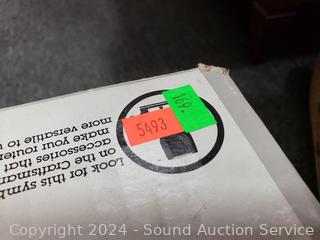 169.
5493
Look for this symb
on the Craftsman
accessories that
make your router
more versatile to u
Copyright © 2024 - Sound Auction Service